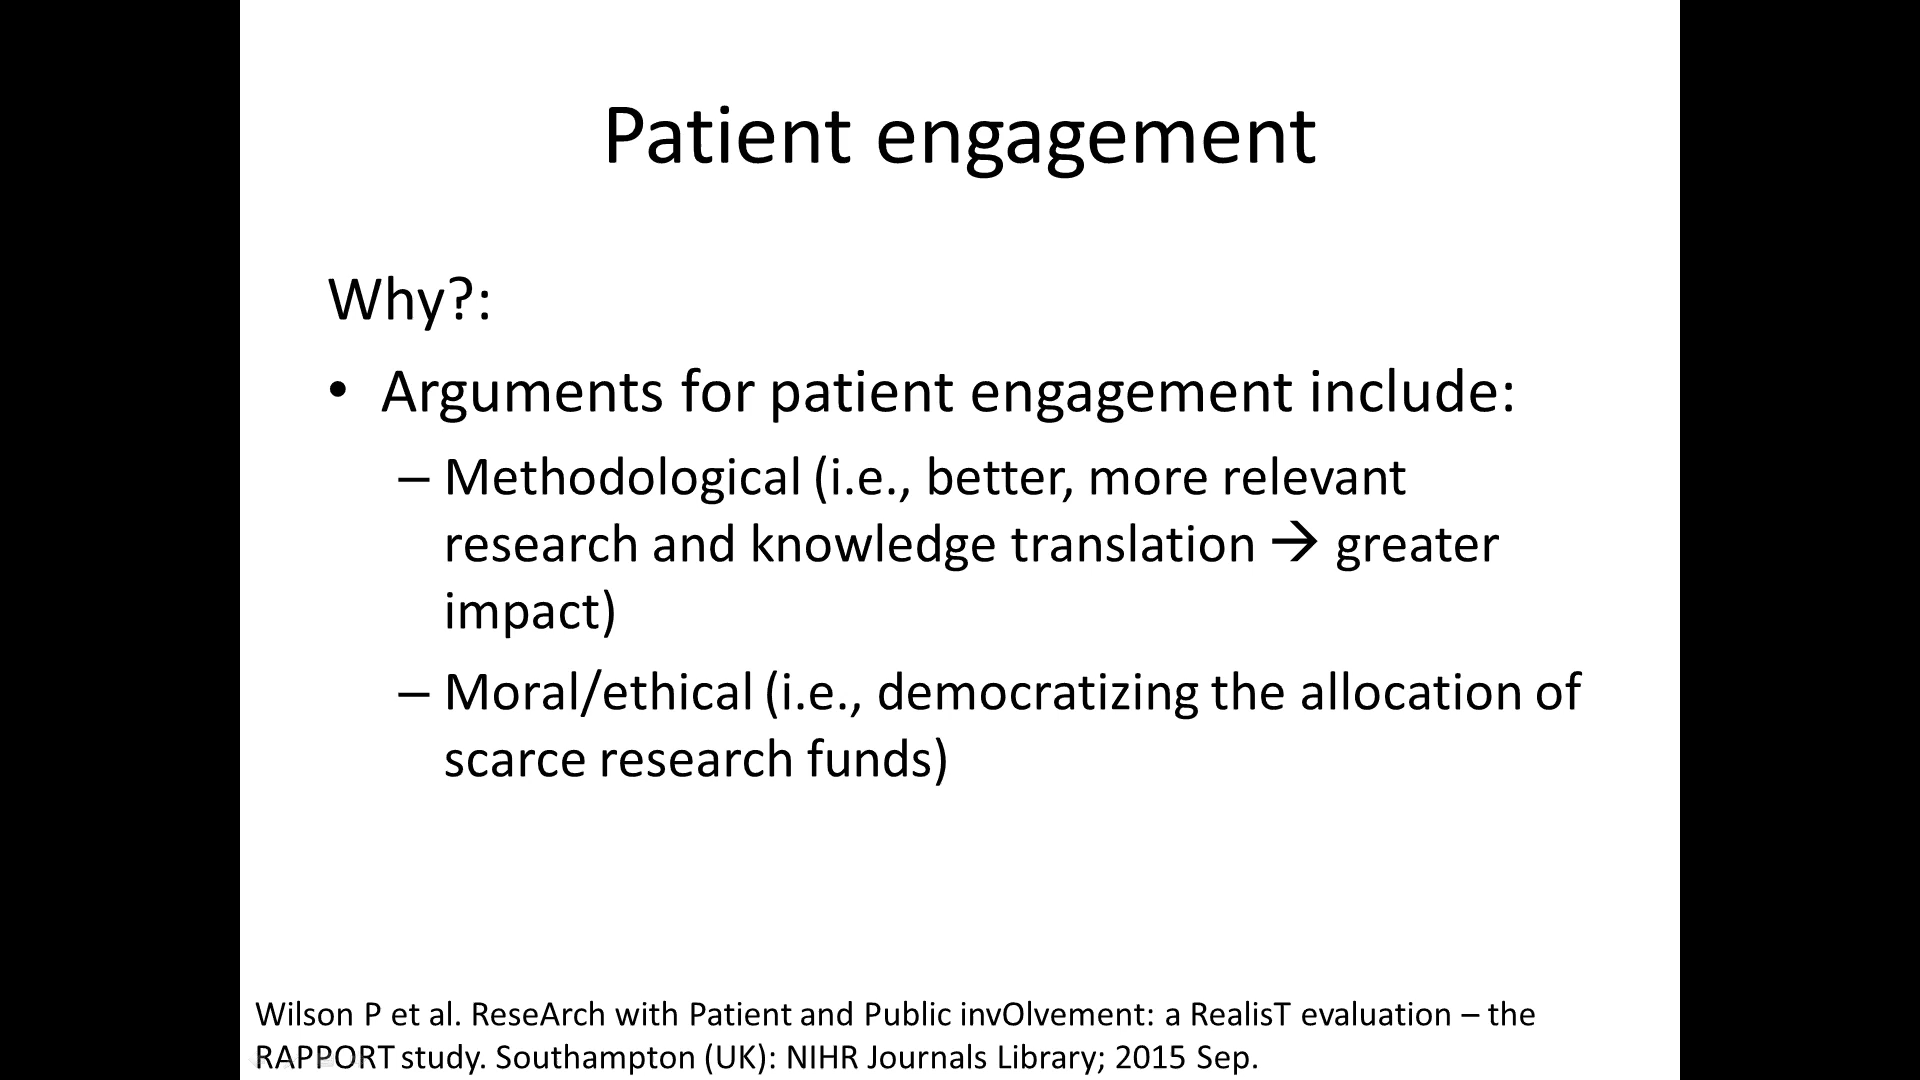 Patient engagement
Why?:
• Arguments for patient engagement include:
– Methodological (i.e., better, more relevant
research and knowledge translation → greater
impact)
– Moral/ethical (i.e., democratizing the allocation of
scarce research funds)
Wilson P et al. ReseArch with Patient and Public invOlvement: a RealisT evaluation – the
RAPPORT study. Southampton (UK): NIHR Journals Library; 2015 Sep.